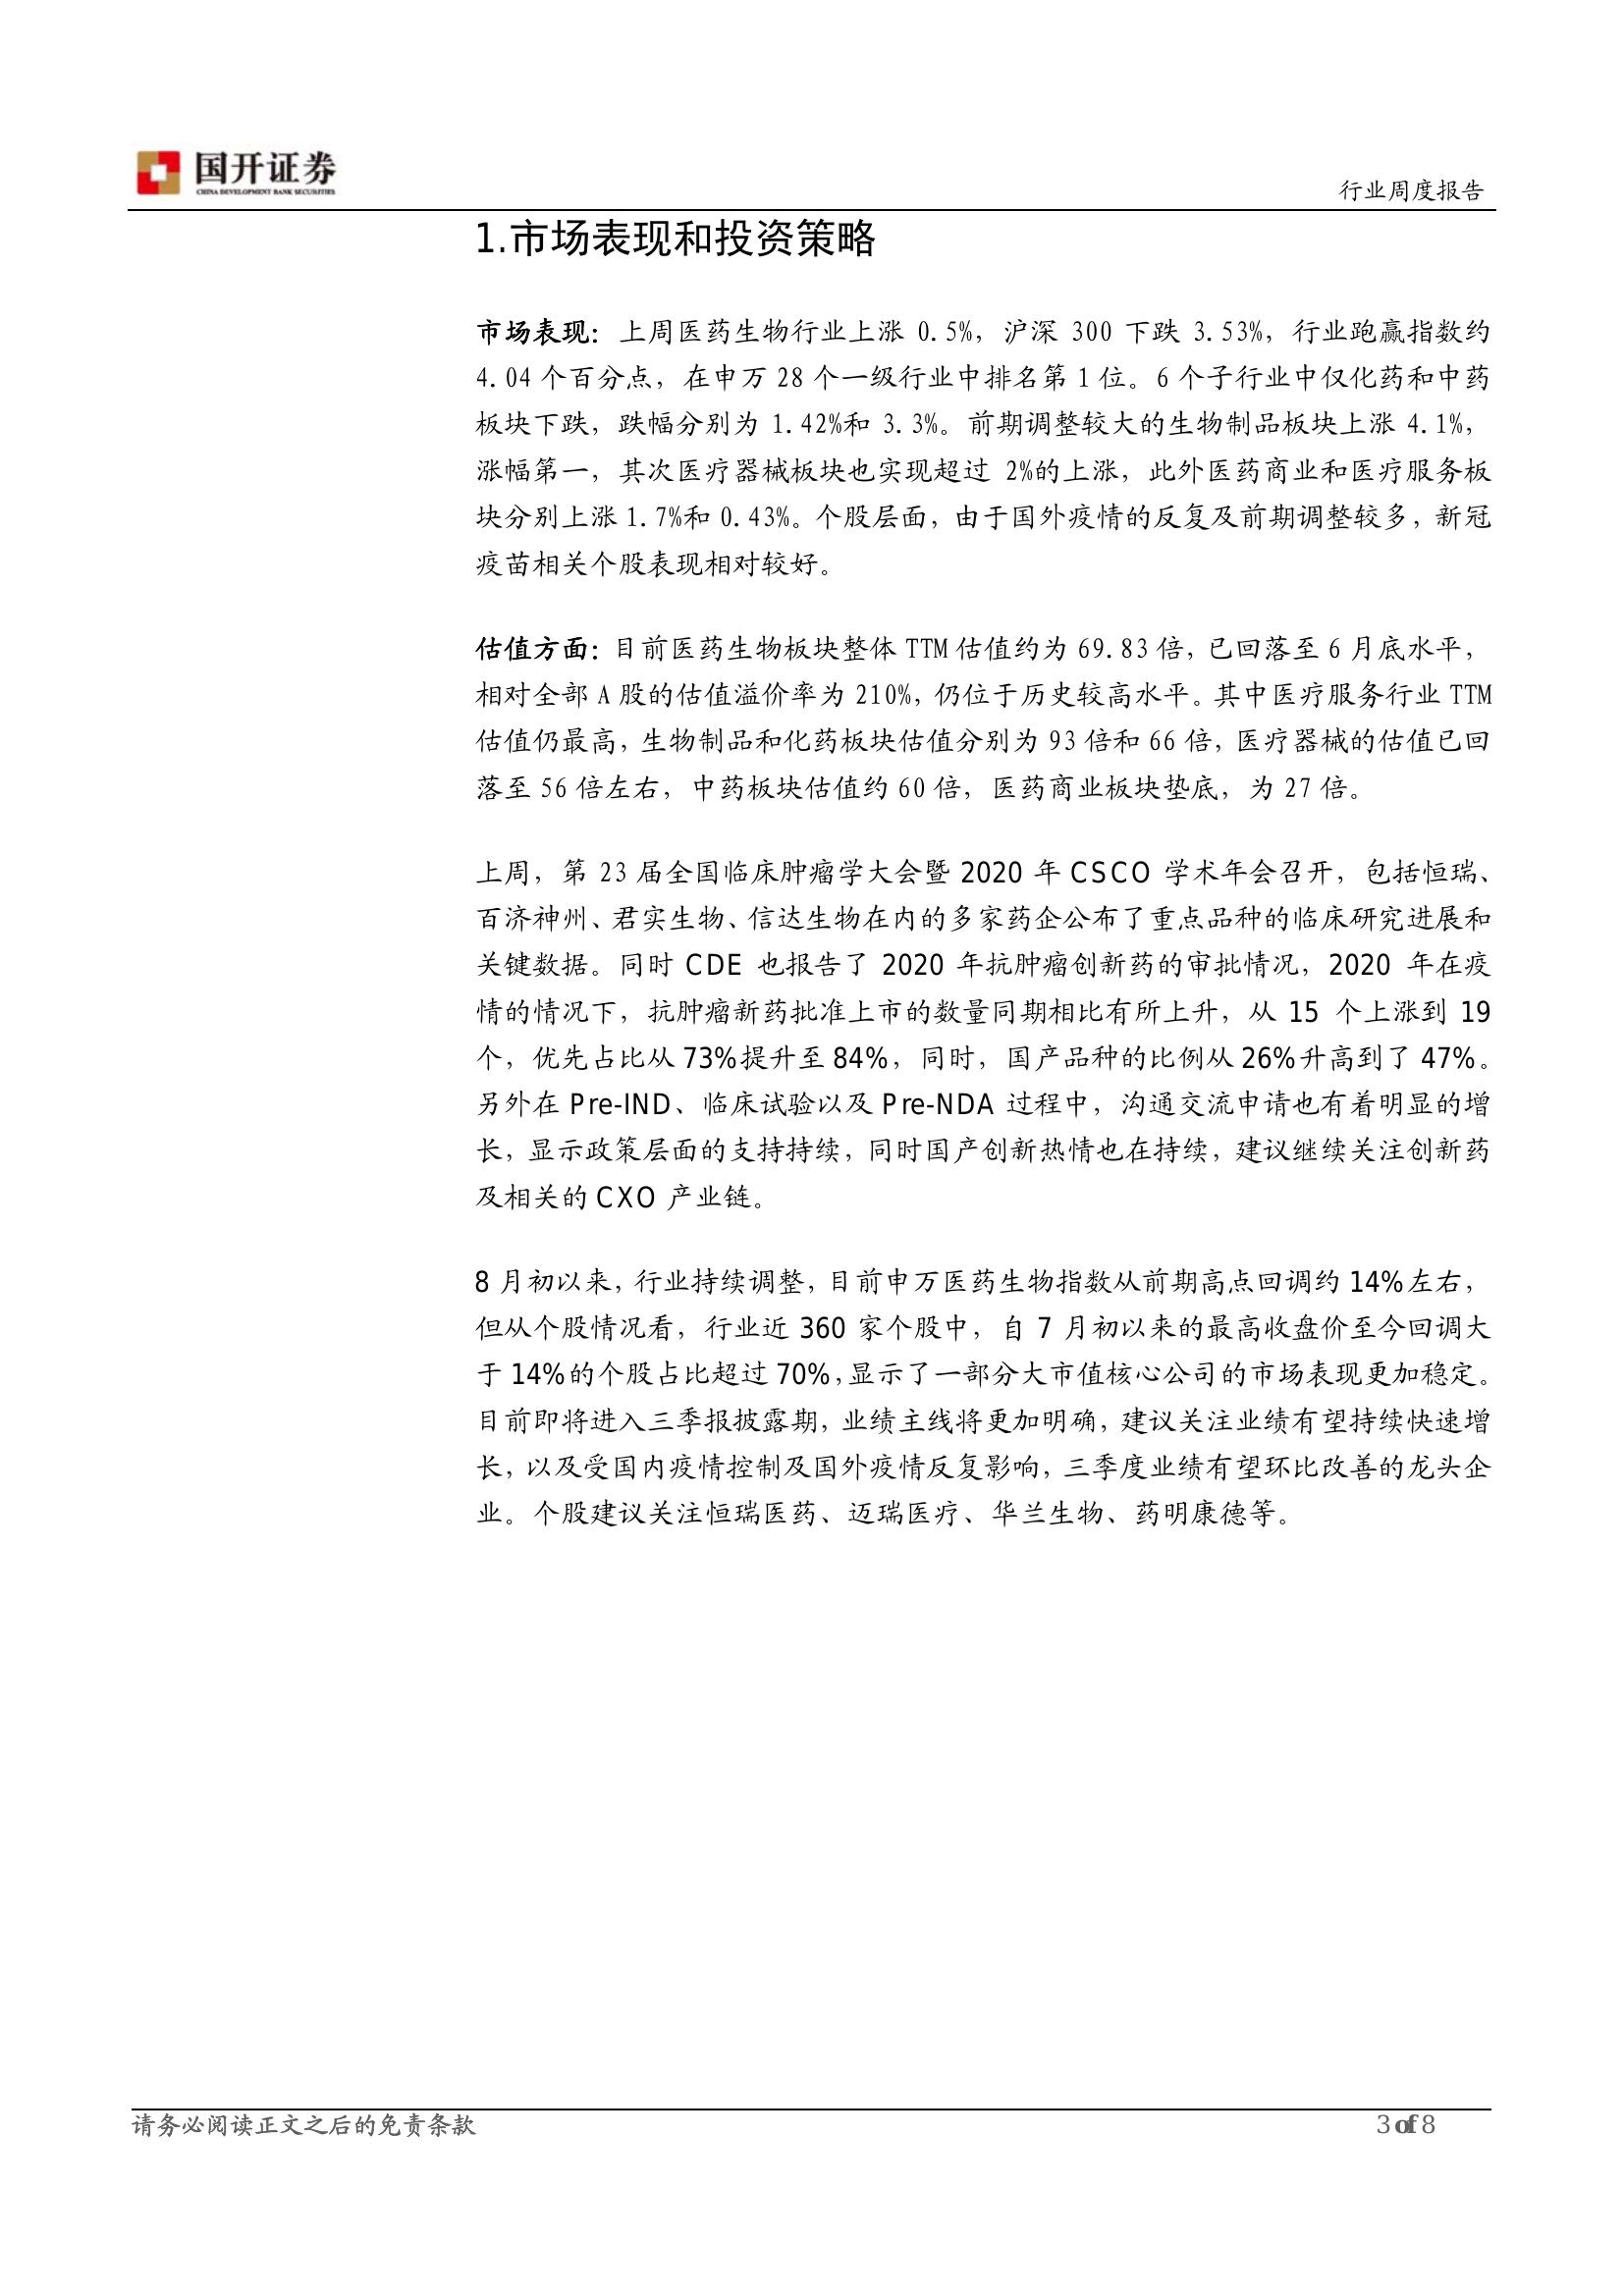 国开证券
CHINA DEVELOPMENT BANK SECURITIES
行业周度报告
1.市场表现和投资策略
市场表现：上周医药生物行业上涨 0.5%，沪深 300 下跌 3.53%，行业跑赢指数约
4.04 个百分点，在申万 28 个一级行业中排名第 1 位。6 个子行业中仅化药和中药
板块下跌，跌幅分别为 1.42%和 3.3%。前期调整较大的生物制品板块上涨 4.1%，
涨幅第一，其次医疗器械板块也实现超过 2%的上涨，此外医药商业和医疗服务板
块分别上涨 1.7%和 0.43%。个股层面，由于国外疫情的反复及前期调整较多，新冠
疫苗相关个股表现相对较好。
估值方面：目前医药生物板块整体 TTM 估值约为 69.83 倍，已回落至 6 月底水平，
相对全部 A 股的估值溢价率为 210%，仍位于历史较高水平。其中医疗服务行业 TTM
估值仍最高，生物制品和化药板块估值分别为 93 倍和 66 倍，医疗器械的估值已回
落至 56 倍左右，中药板块估值约 60 倍，医药商业板块垫底，为 27 倍。
上周，第 23 届全国临床肿瘤学大会暨 2020 年 CSCO 学术年会召开，包括恒瑞、
百济神州、君实生物、信达生物在内的多家药企公布了重点品种的临床研究进展和
关键数据。同时 CDE 也报告了 2020 年抗肿瘤创新药的审批情况，2020 年在疫
情的情况下，抗肿瘤新药批准上市的数量同期相比有所上升，从 15 个上涨到 19
个，优先占比从 73%提升至 84%，同时，国产品种的比例从 26%升高到了 47%。
另外在 Pre-IND、临床试验以及 Pre-NDA 过程中，沟通交流申请也有着明显的增
长，显示政策层面的支持持续，同时国产创新热情也在持续，建议继续关注创新药
及相关的 CXO 产业链。
8 月初以来，行业持续调整，目前申万医药生物指数从前期高点回调约 14%左右，
但从个股情况看，行业近 360 家个股中，自 7 月初以来的最高收盘价至今回调大
于 14%的个股占比超过 70%，显示了一部分大市值核心公司的市场表现更加稳定。
目前即将进入三季报披露期，业绩主线将更加明确，建议关注业绩有望持续快速增
长，以及受国内疫情控制及国外疫情反复影响，三季度业绩有望环比改善的龙头企
业。个股建议关注恒瑞医药、迈瑞医疗、华兰生物、药明康德等。
请务必阅读正文之后的免责条款
3 of 8